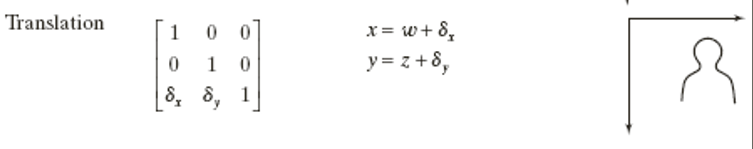 Translation
1 0 0
0 1 0
δx δy 1
x = w + δx
y = z + δy